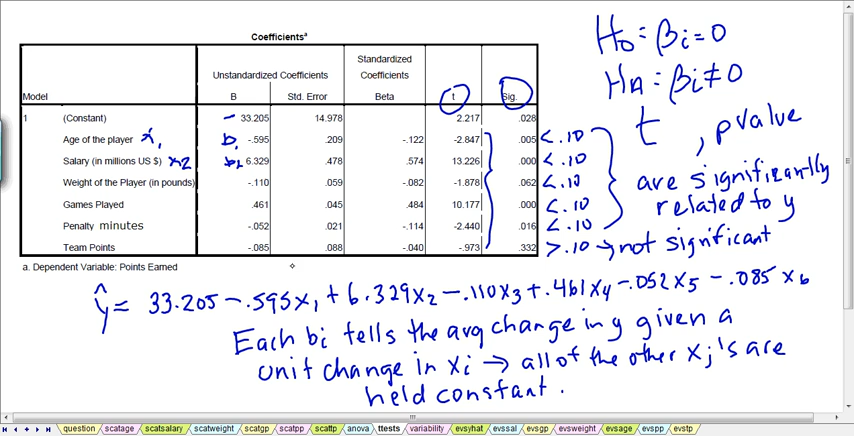 Coefficientsᵃ
Model Unstandardized Coefficients Standardized Coefficients t Sig.
B Std. Error Beta
1 (Constant) 33.205 14.978 2.217 .028
Age of the player x₁ b₁ -.595 .209 -.122 -2.847 .005 < .10
Salary (in millions US $) x2 b₂ 6.329 .478 .574 13.226 .000 < .10
Weight of the Player (in pounds) -.110 .059 -.082 -1.878 .062 < .10
Games Played .461 .045 .484 10.177 .000 < .10
Penalty minutes -.052 .021 -.114 -2.440 .016 < .10
Team Points -.085 .088 -.040 -.973 .332 > .10 → not significant
a. Dependent Variable: Points Earned
H₀ = βi = 0
HA = βi ≠ 0
t , pvalue
are significantly
related to y
ŷ = 33.205 - .595x₁ + 6.329x₂ - .110x₃ + .461x₄ - .052x₅ - .085x₆
Each bi tells the avg change in y given a
unit change in xi → all of the other xj's are
held constant.
question scatage scatsalary scatweight scatgp scatpp scattp anova ttests variability evsyhat evssal evsgp evsweight evsage evspp evstp